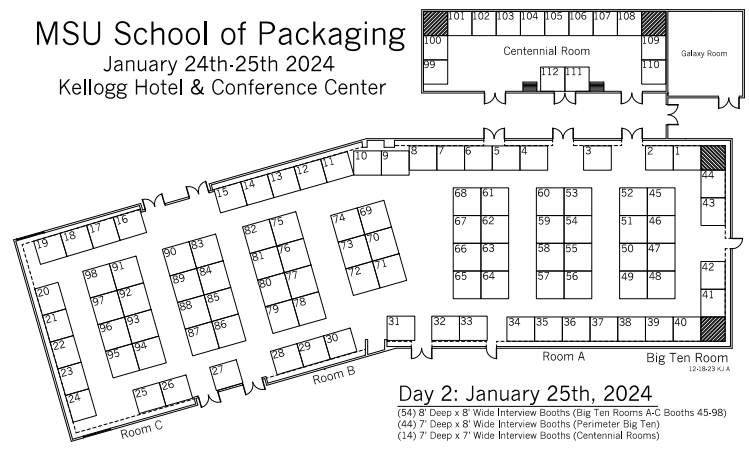 MSU School of Packaging
January 24th-25th 2024
Kellogg Hotel & Conference Center
101 102 103 104 105 106 107 108
100 109
99 110
Centennial Room
Galaxy Room
112 111
15 14 13 12 11 10 9 8 7 6 5 4 3 2 1
44
43
42
41
19 18 17 16
20
21
22
23
24
98 91
97 92
96 93
95 94
90 83
89 84
88 85
87 86
82 75
81 76
80 77
79 78
74 69
73 70
72 71
68 61
67 62
66 63
65 64
60 53
59 54
58 55
57 56
52 45
51 46
50 47
49 48
25 26 27 28 29 30 31 32 33 34 35 36 37 38 39 40
Room C
Room B
Room A
Big Ten Room
12-18-23 KJ A
Day 2: January 25th, 2024
(54) 8' Deep x 8' Wide Interview Booths (Big Ten Rooms A-C Booths 45-98)
(44) 7' Deep x 8' Wide Interview Booths (Perimeter Big Ten)
(14) 7' Deep x 7' Wide Interview Booths (Centennial Rooms)